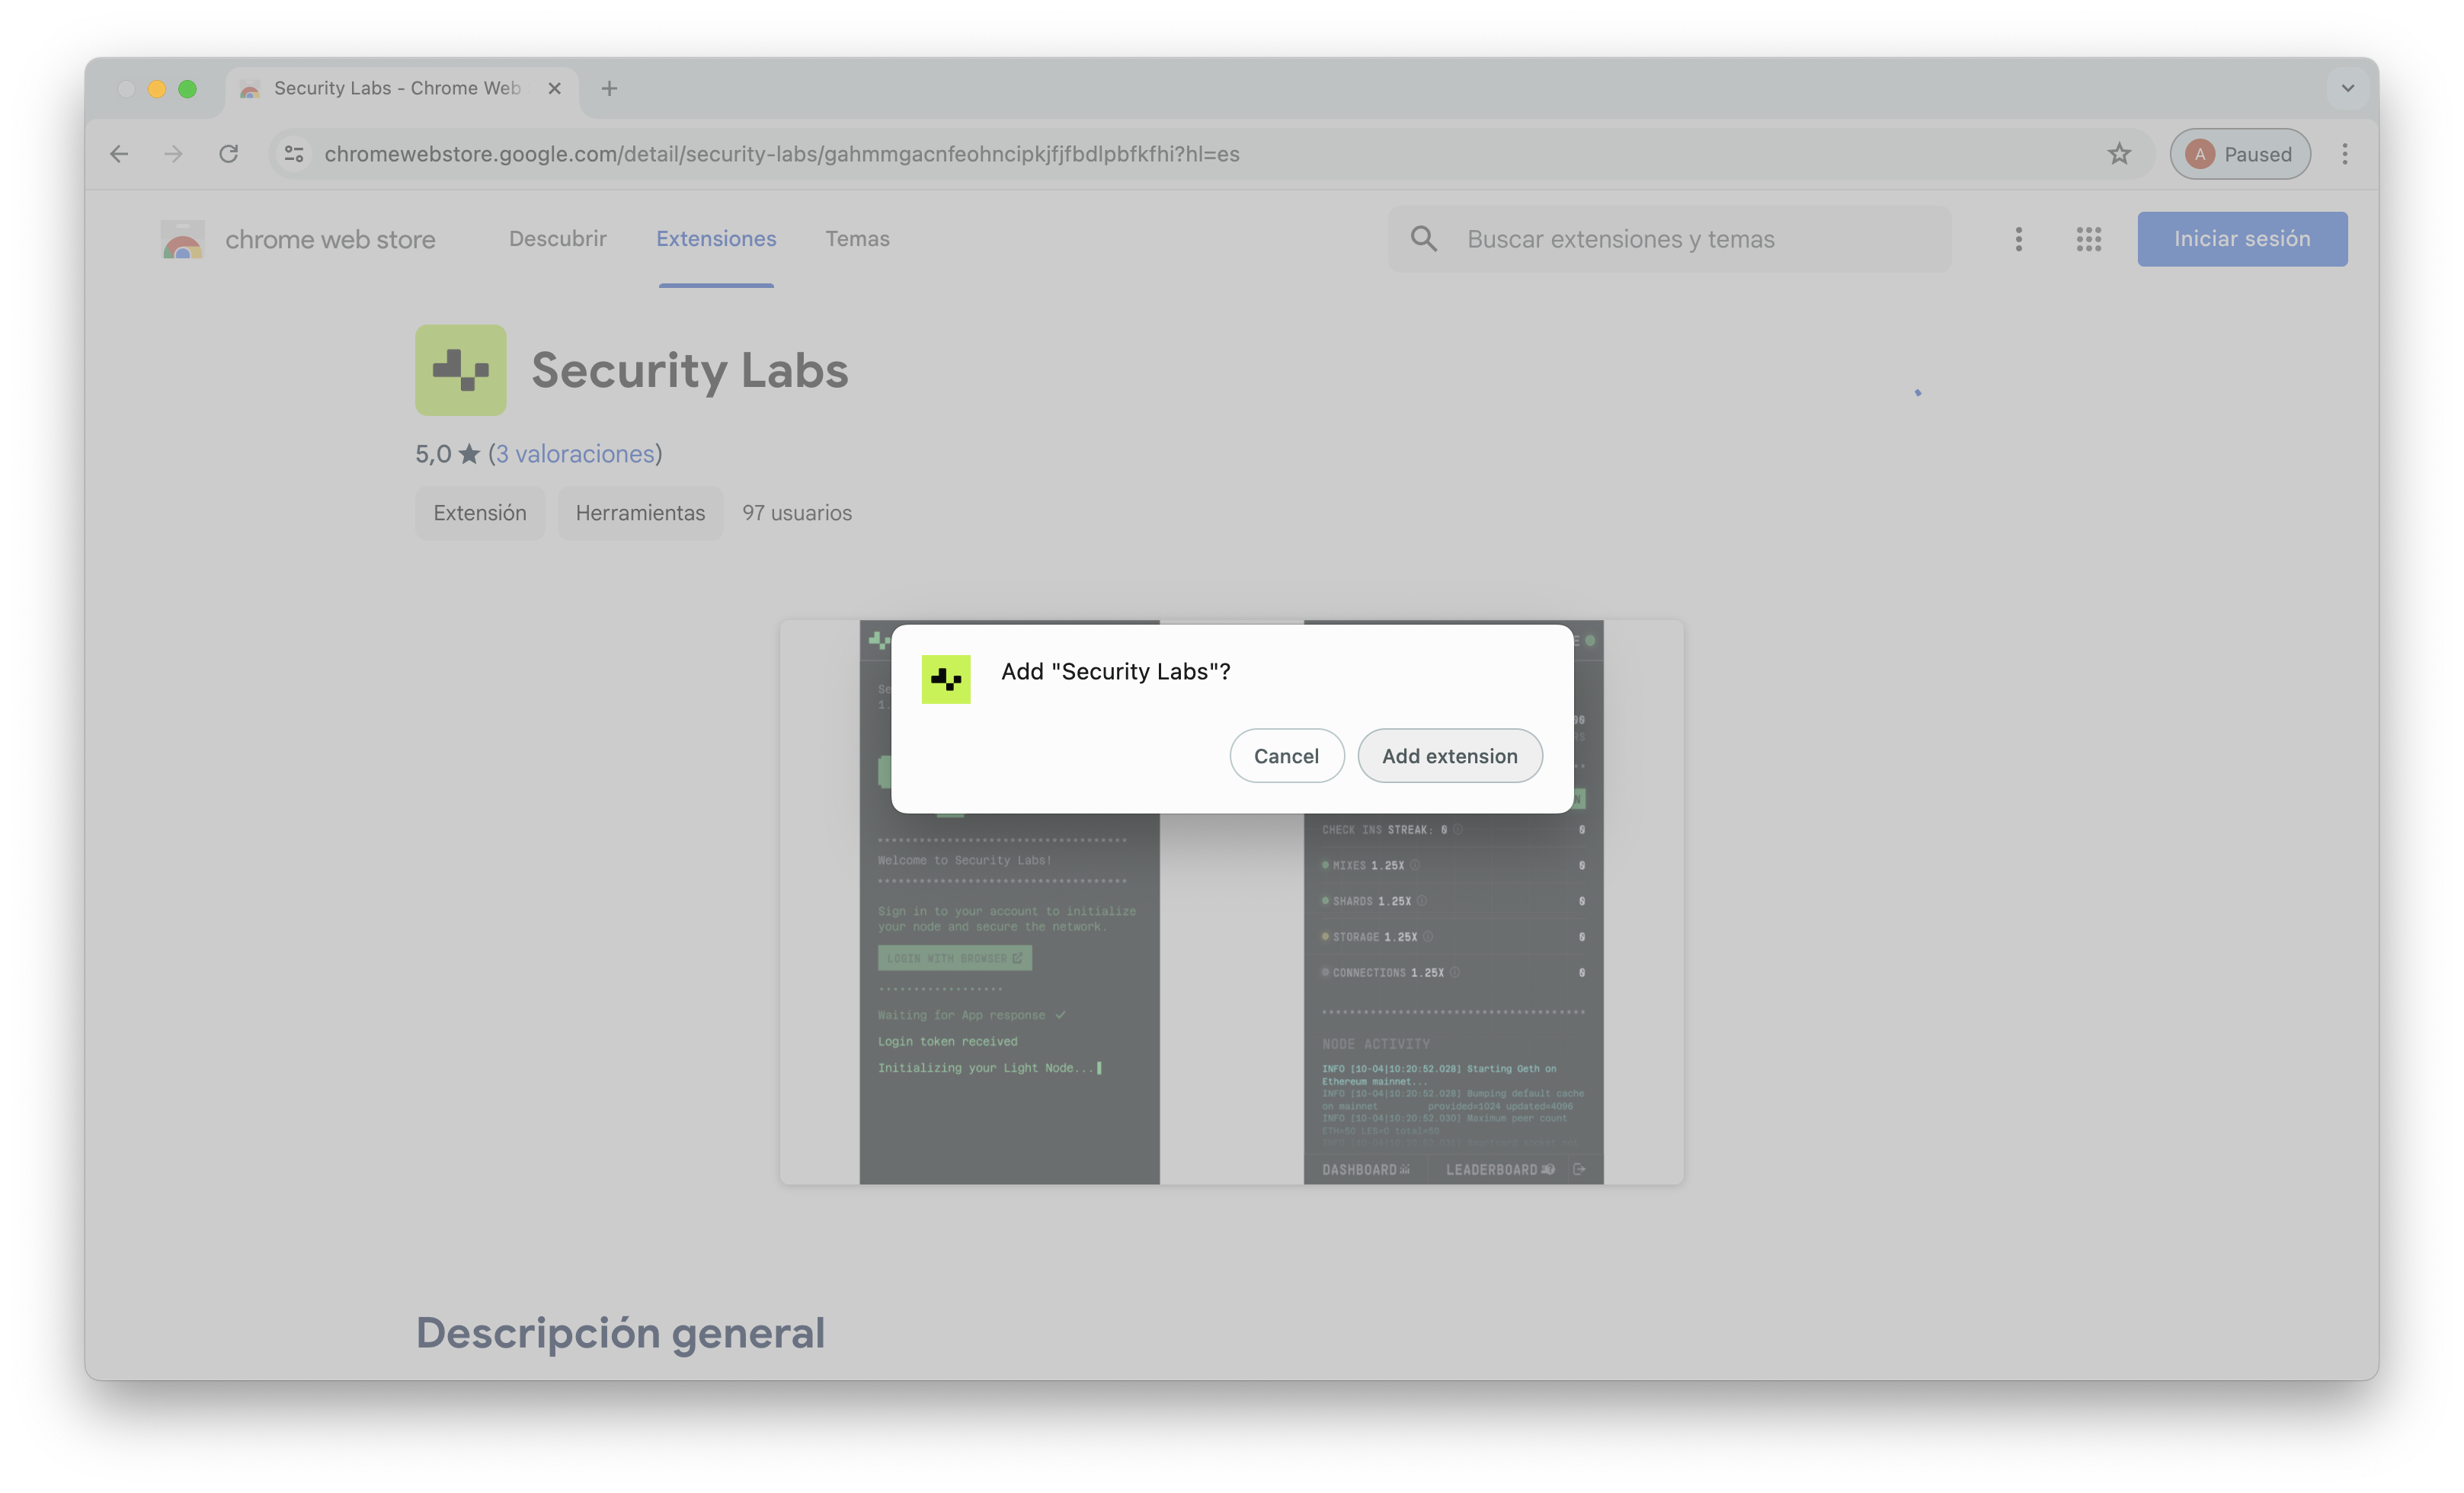 Security Labs - Chrome Web
chromewebstore.google.com/detail/security-labs/gahmmgacnfeohncipkjfjfbdlpbfkfhi?hl=es
A Paused
chrome web store
Descubrir
Extensiones
Temas
Buscar extensiones y temas
Iniciar sesión
Security Labs
5,0 ★ (3 valoraciones)
Extensión
Herramientas
97 usuarios
Add "Security Labs"?
Cancel
Add extension
Welcome to Security Labs!
Sign in to your account to initialize
your node and secure the network.
LOGIN WITH BROWSER
Waiting for App response ✓
Login token received
Initializing your Light Node...
CHECK INS STREAK: 0 0
MIXES 1.25X 0
SHARDS 1.25X 0
STORAGE 1.25X 0
CONNECTIONS 1.25X 0
NODE ACTIVITY
INFO [10-04|10:20:52.028] Starting Geth on
Ethereum mainnet...
INFO [10-04|10:20:52.028] Bumping default cache
on mainnet provided=1024 updated=4096
INFO [10-04|10:20:52.030] Maximum peer count
ETH=50 LES=0 total=50
DASHBOARD
LEADERBOARD
Descripción general